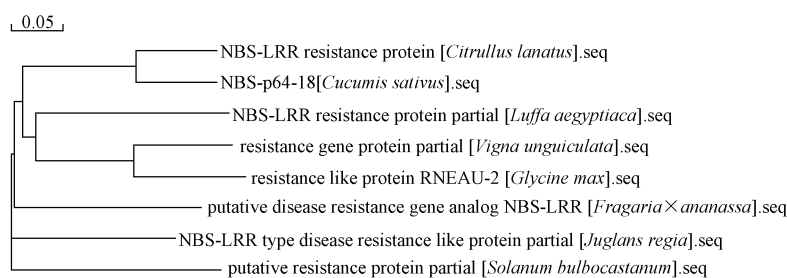 0.05
NBS-LRR resistance protein [Citrullus lanatus].seq
NBS-p64-18[Cucumis sativus].seq
NBS-LRR resistance protein partial [Luffa aegyptiaca].seq
resistance gene protein partial [Vigna unguiculata].seq
resistance like protein RNEAU-2 [Glycine max].seq
putative disease resistance gene analog NBS-LRR [Fragaria×ananassa].seq
NBS-LRR type disease resistance like protein partial [Juglans regia].seq
putative resistance protein partial [Solanum bulbocastanum].seq